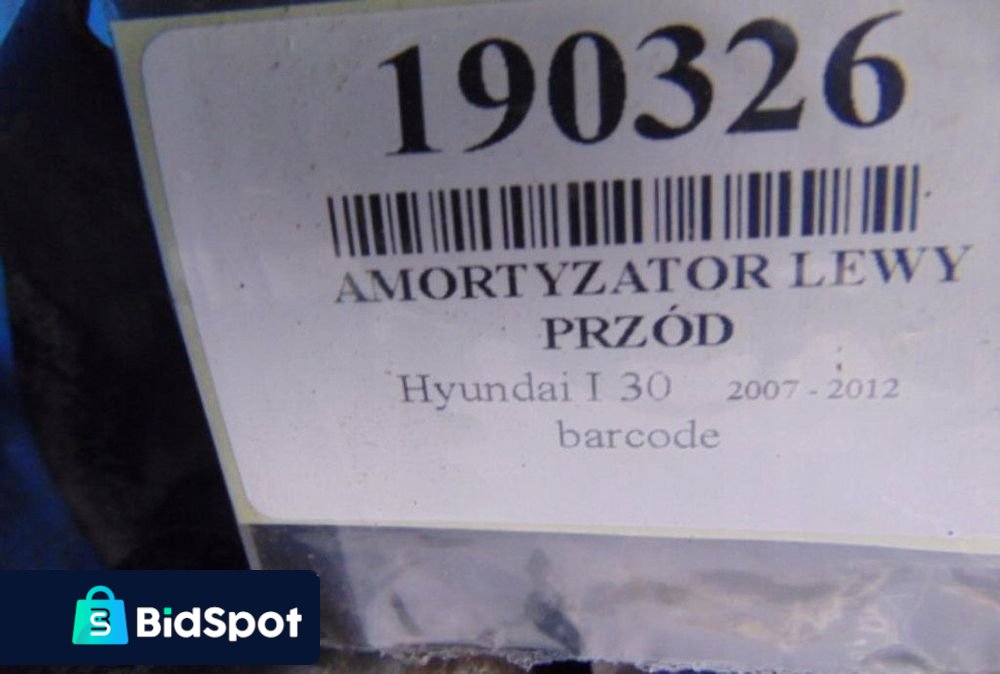 190326
AMORTYZATOR LEWY
PRZÓD
Hyundai I 30 2007 - 2012
barcode
BidSpot